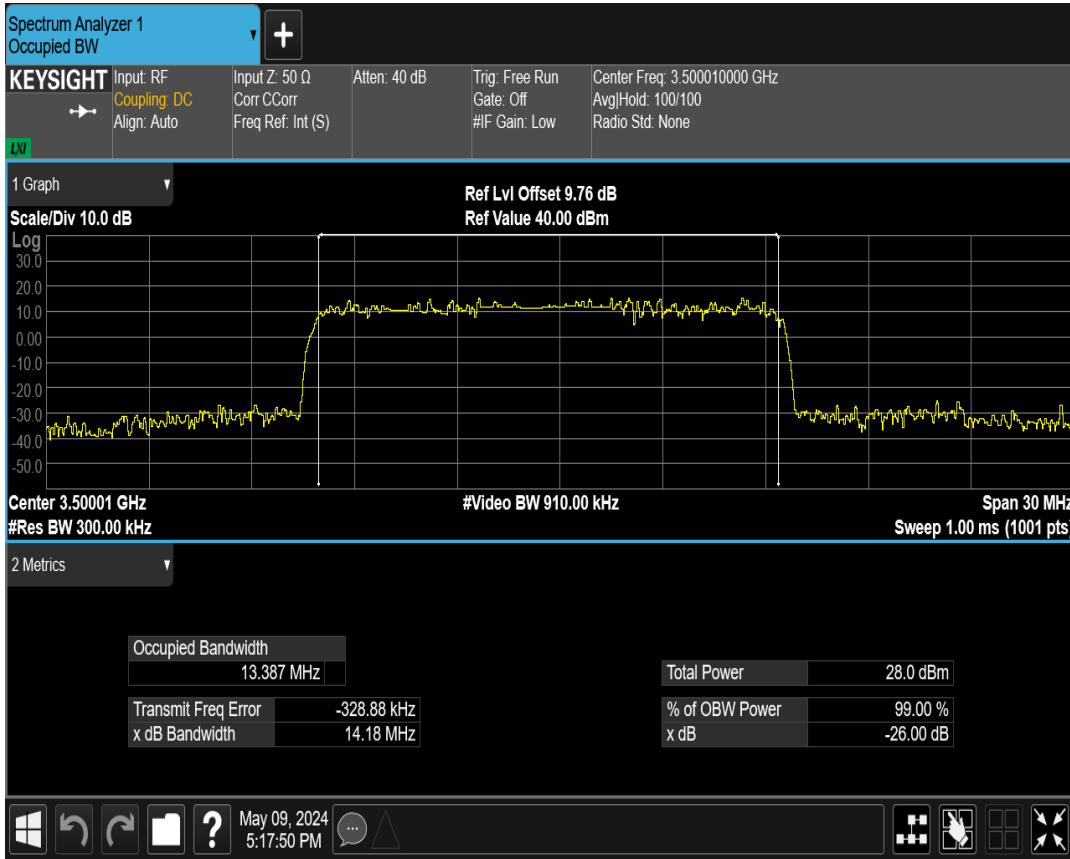 Spectrum Analyzer 1
Occupied BW
+
KEYSIGHT
LXI
Input: RF
Coupling: DC
Align: Auto
Input Z: 50 Ω
Corr CCorr
Freq Ref: Int (S)
Atten: 40 dB
Trig: Free Run
Gate: Off
#IF Gain: Low
Center Freq: 3.500010000 GHz
Avg|Hold: 100/100
Radio Std: None
1 Graph
Scale/Div 10.0 dB
Ref Lvl Offset 9.76 dB
Ref Value 40.00 dBm
Log
30.0
20.0
10.0
0.00
-10.0
-20.0
-30.0
-40.0
-50.0
Center 3.50001 GHz
#Video BW 910.00 kHz
Span 30 MHz
#Res BW 300.00 kHz
Sweep 1.00 ms (1001 pts)
2 Metrics
Occupied Bandwidth
13.387 MHz
Total Power 28.0 dBm
Transmit Freq Error -328.88 kHz
% of OBW Power 99.00 %
x dB Bandwidth 14.18 MHz
x dB -26.00 dB
?
May 09, 2024
5:17:50 PM